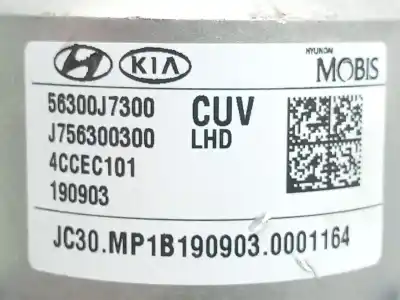 KIA
HYUNDAI
MOBIS
56300J7300 CUV
J756300300 LHD
4CCEC101
190903
JC30.MP1B190903.0001164